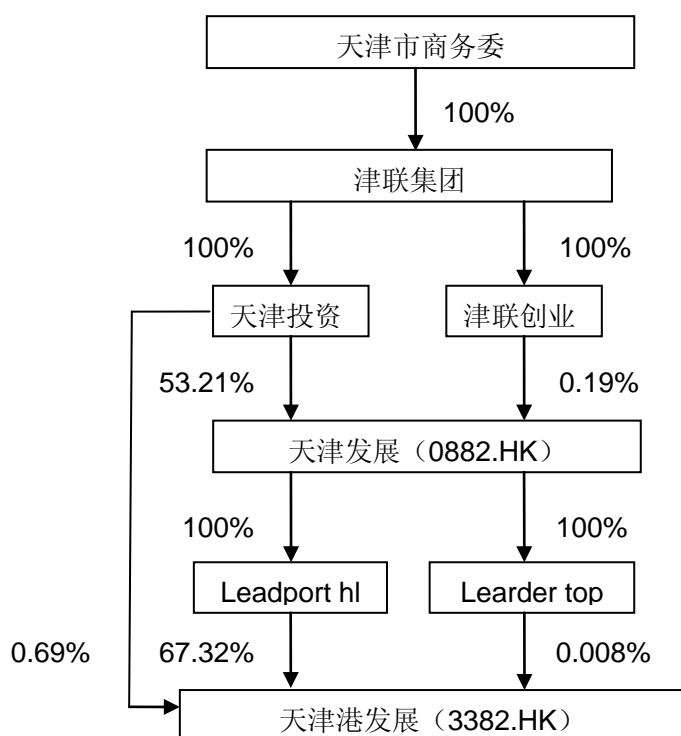 天津市商务委
100%
津联集团
100% 100%
天津投资 津联创业
53.21% 0.19%
天津发展（0882.HK）
100% 100%
Leadport hl Learder top
0.69% 67.32% 0.008%
天津港发展（3382.HK）